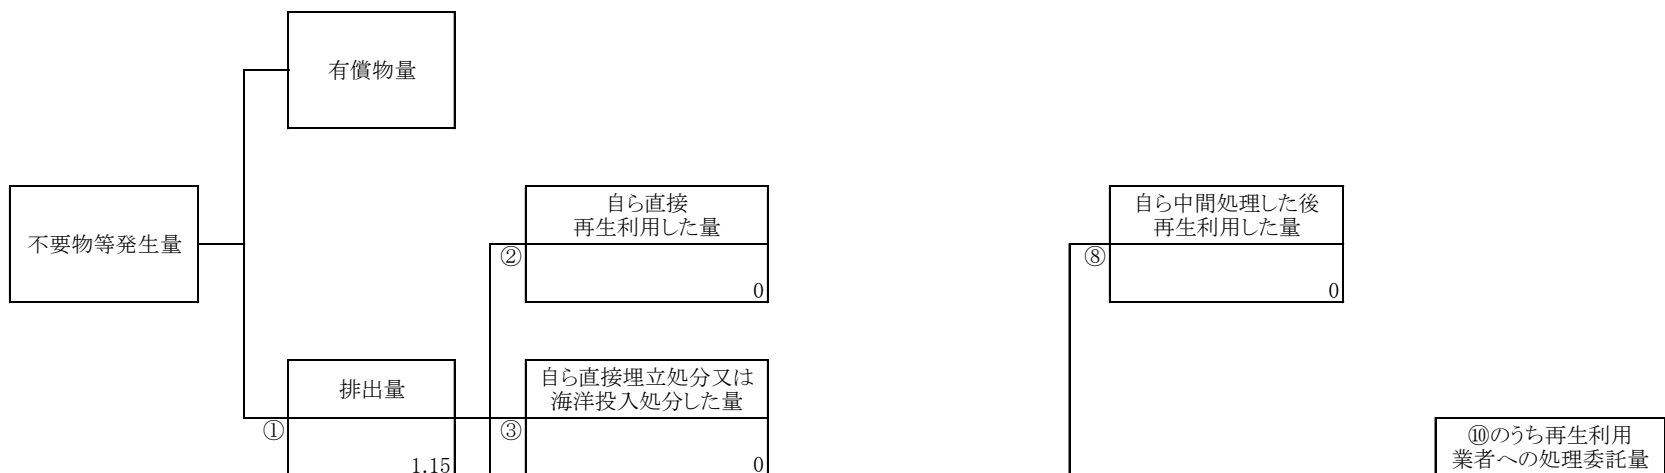 有償物量
不要物等発生量
自ら直接
再生利用した量
②
0
自ら中間処理した後
再生利用した量
⑧
0
排出量
①
1.15
自ら直接埋立処分又は
海洋投入処分した量
③
0
⑩のうち再生利用
業者への処理委託量